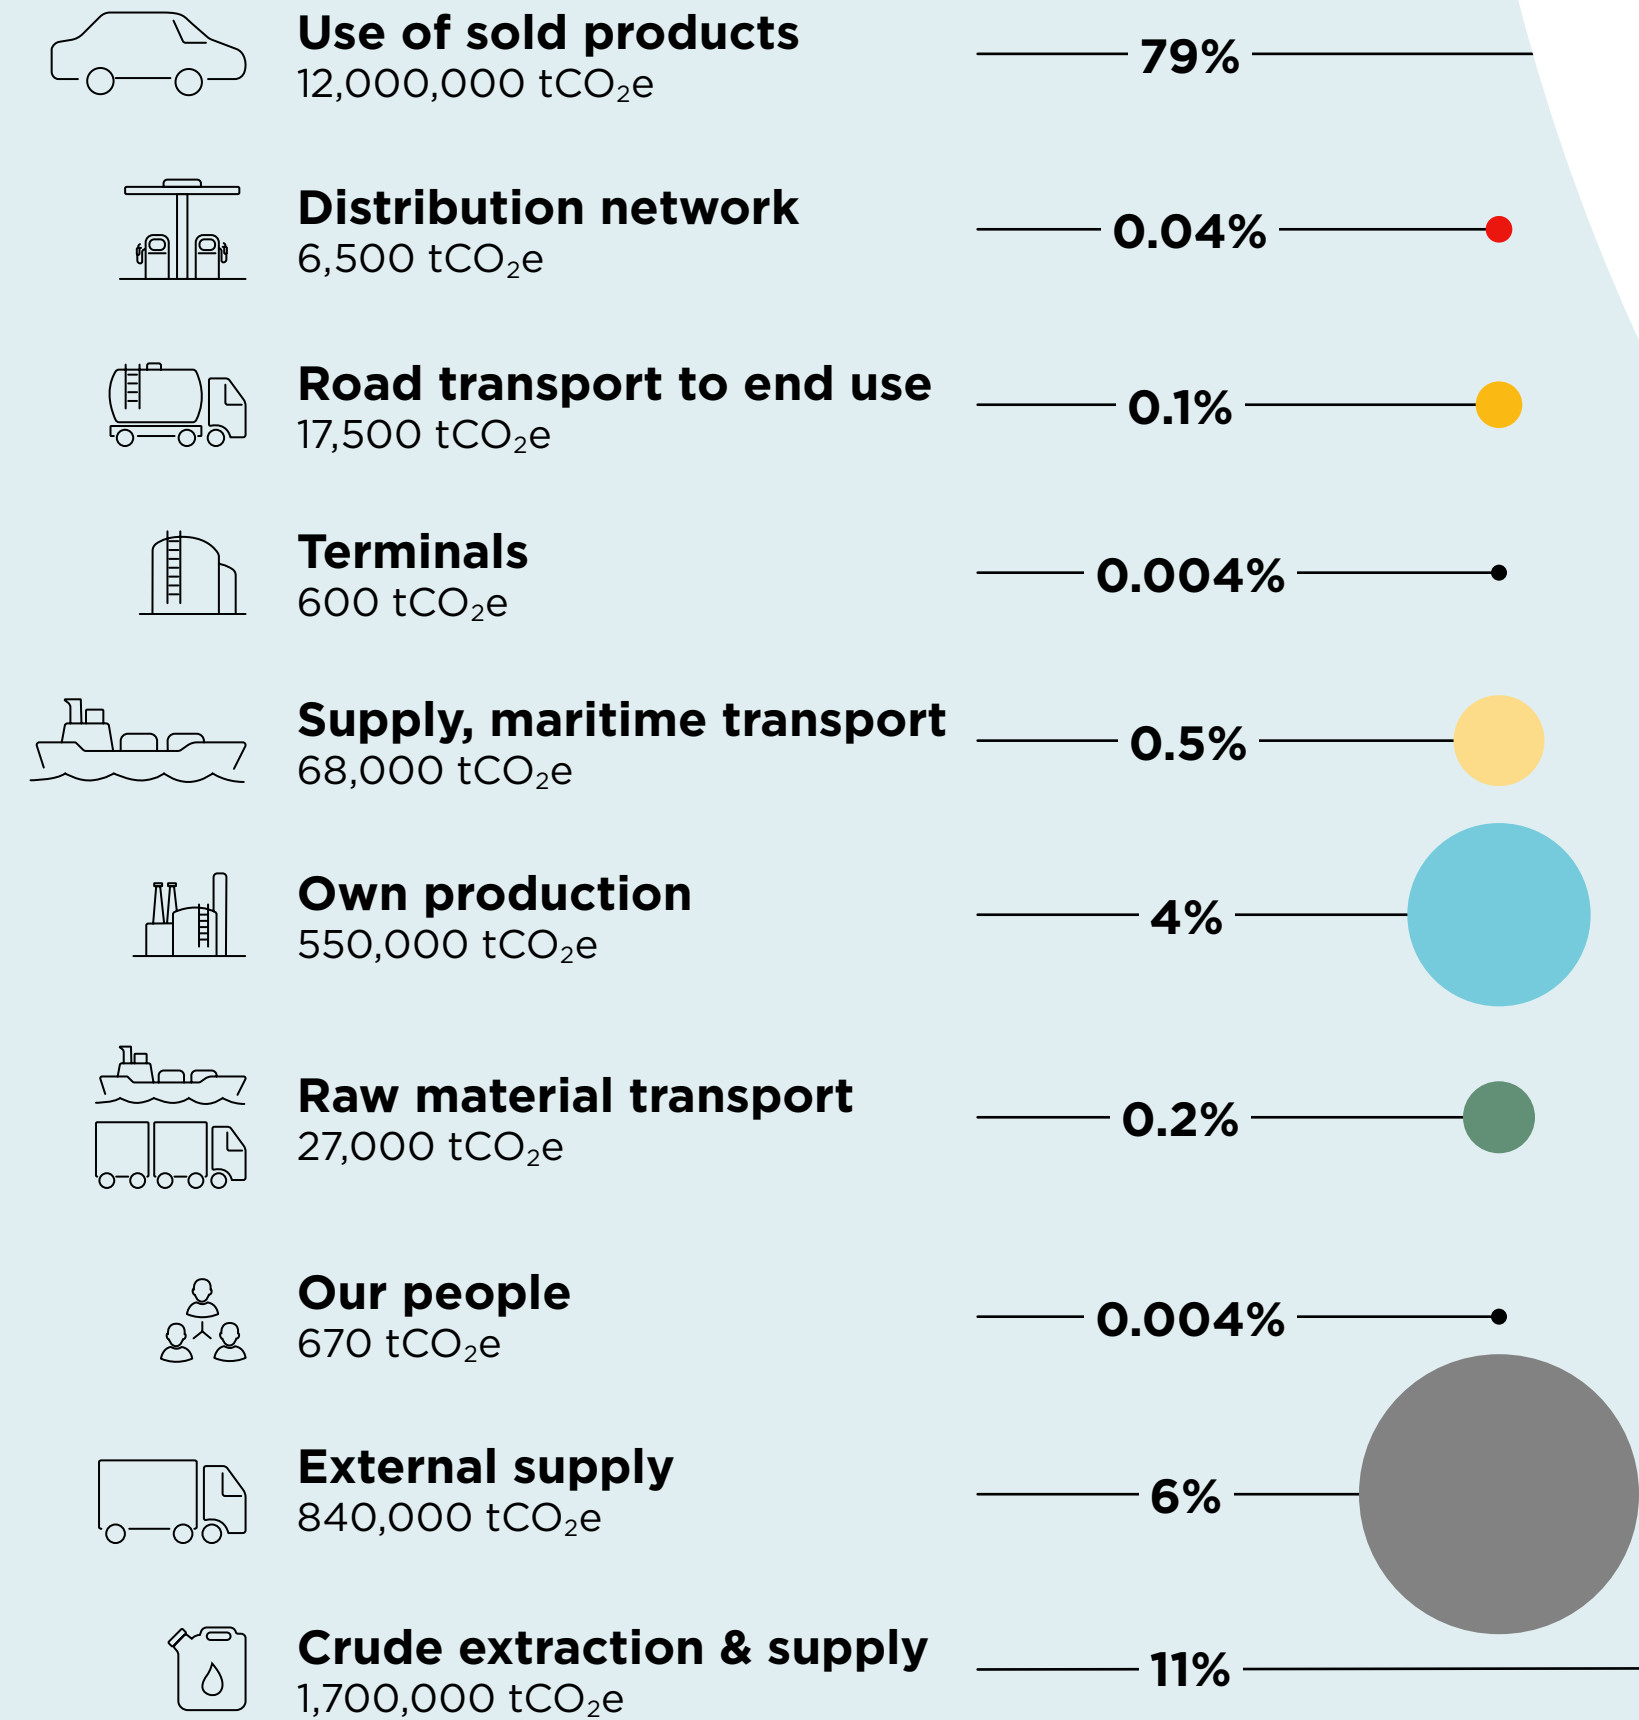 Use of sold products
12,000,000 tCO₂e
79%
Distribution network
6,500 tCO₂e
0.04%
Road transport to end use
17,500 tCO₂e
0.1%
Terminals
600 tCO₂e
0.004%
Supply, maritime transport
68,000 tCO₂e
0.5%
Own production
550,000 tCO₂e
4%
Raw material transport
27,000 tCO₂e
0.2%
Our people
670 tCO₂e
0.004%
External supply
840,000 tCO₂e
6%
Crude extraction & supply
1,700,000 tCO₂e
11%